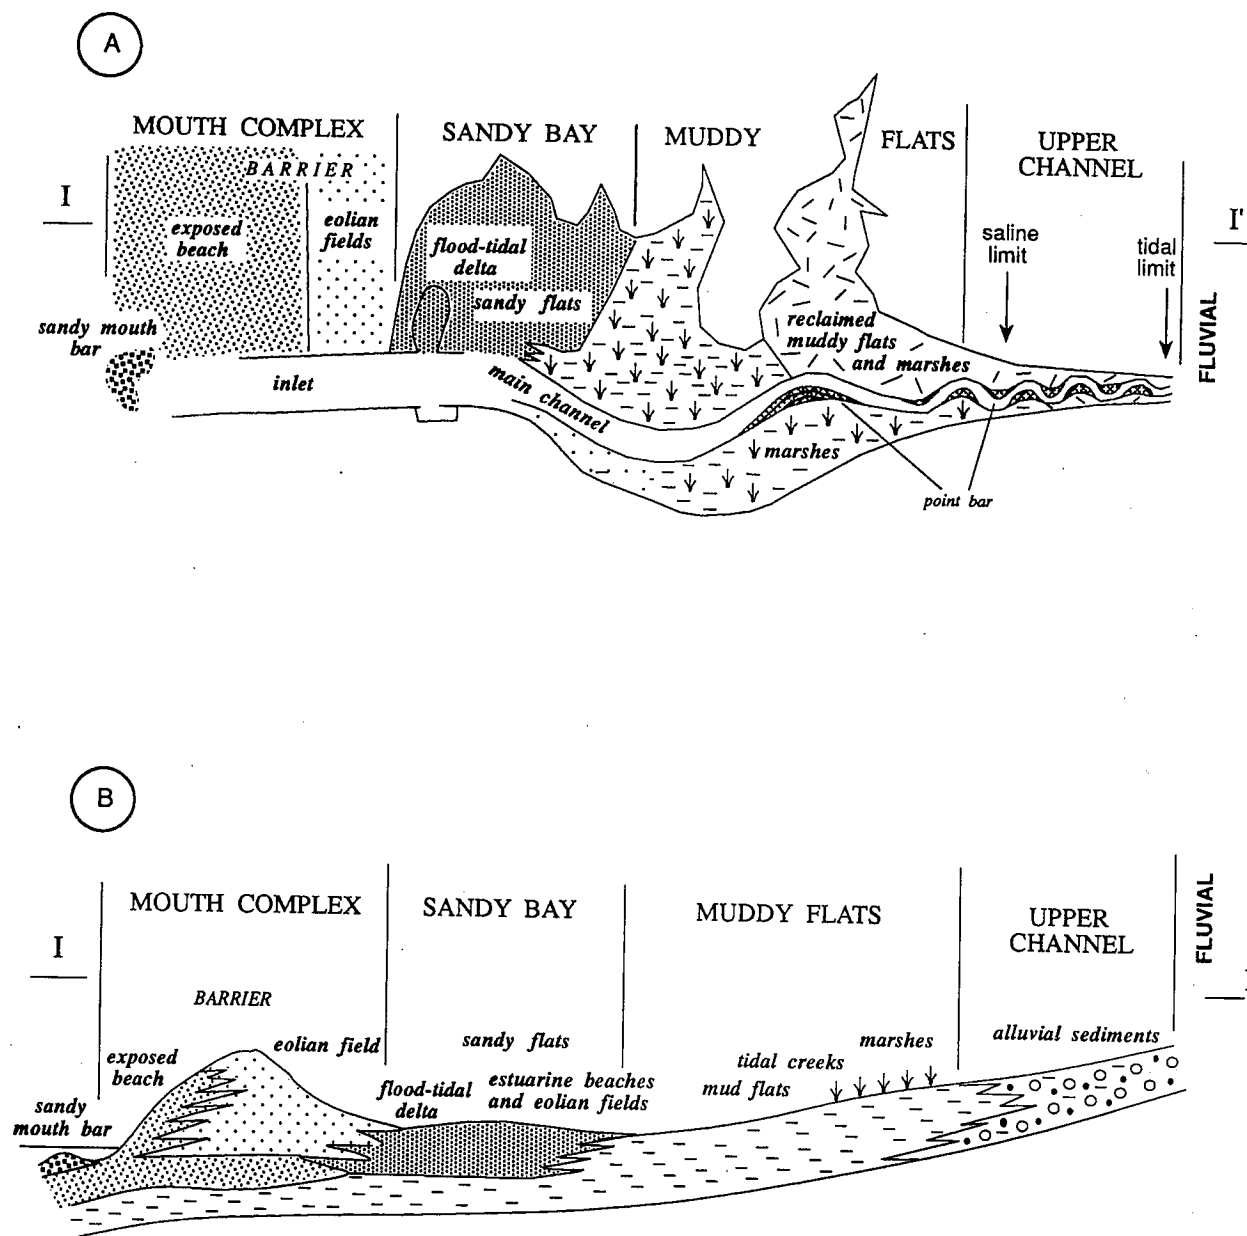 A
MOUTH COMPLEX
SANDY BAY
MUDDY
FLATS
UPPER
CHANNEL
I
I'
BARRIER
exposed
beach
eolian
fields
flood-tidal
delta
sandy flats
saline
limit
tidal
limit
FLUVIAL
sandy mouth
bar
reclaimed
muddy flats
and marshes
inlet
main channel
marshes
point bar
B
MOUTH COMPLEX
SANDY BAY
MUDDY FLATS
UPPER
CHANNEL
FLUVIAL
I
BARRIER
exposed
beach
eolian field
sandy flats
marshes
alluvial sediments
flood-tidal
delta
estuarine beaches
and eolian fields
tidal creeks
mud flats
sandy
mouth bar